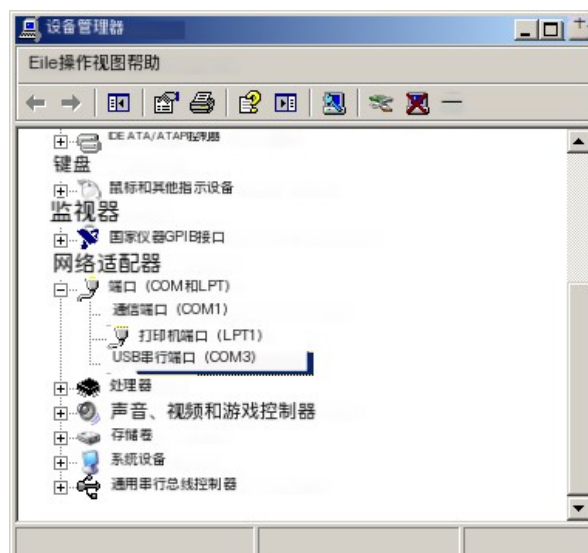 设备管理器
Eile操作视图帮助
IDE ATA/ATAP控制器
键盘
鼠标和其他指示设备
监视器
国家仪器GPIB接口
网络适配器
端口（COM和LPT）
通信端口（COM1）
打印机端口（LPT1）
USB串行端口（COM3）
处理器
声音、视频和游戏控制器
存储卷
系统设备
通用串行总线控制器